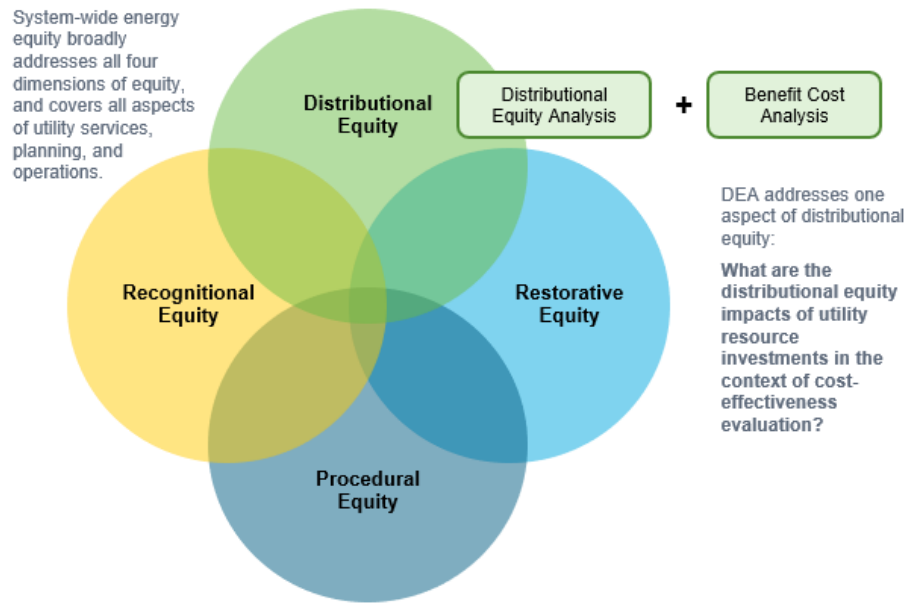 System-wide energy
equity broadly
addresses all four
dimensions of equity,
and covers all aspects
of utility services,
planning, and
operations.
Distributional
Equity
Distributional
Equity Analysis
+
Benefit Cost
Analysis
DEA addresses one
aspect of distributional
equity:
What are the
distributional equity
impacts of utility
resource
investments in the
context of cost-
effectiveness
evaluation?
Recognitional
Equity
Restorative
Equity
Procedural
Equity